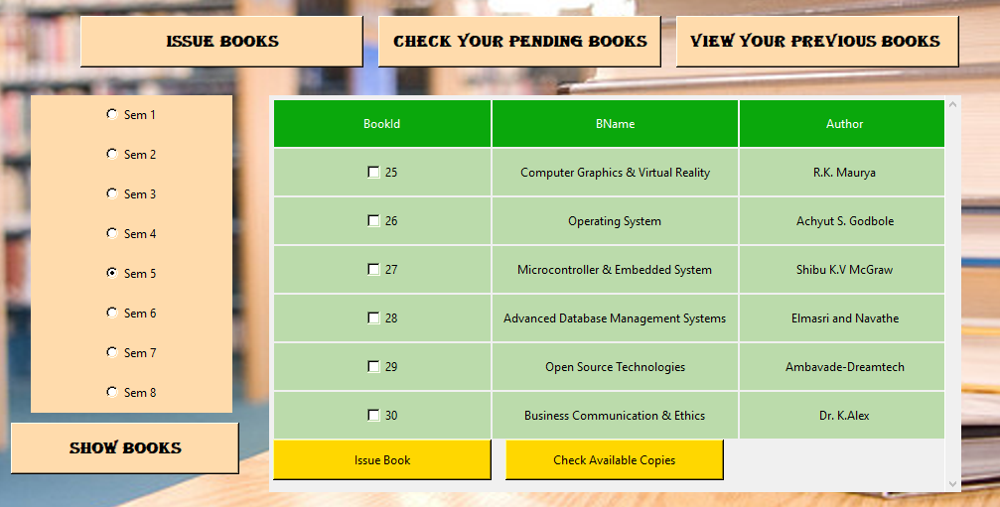 ISSUE BOOKS CHECK YOUR PENDING BOOKS VIEW YOUR PREVIOUS BOOKS
Sem 1
Sem 2
Sem 3
Sem 4
Sem 5
Sem 6
Sem 7
Sem 8
SHOW BOOKS
BookId BName Author
25 Computer Graphics & Virtual Reality R.K. Maurya
26 Operating System Achyut S. Godbole
27 Microcontroller & Embedded System Shibu K.V McGraw
28 Advanced Database Management Systems Elmasri and Navathe
29 Open Source Technologies Ambavade-Dreamtech
30 Business Communication & Ethics Dr. K.Alex
Issue Book Check Available Copies